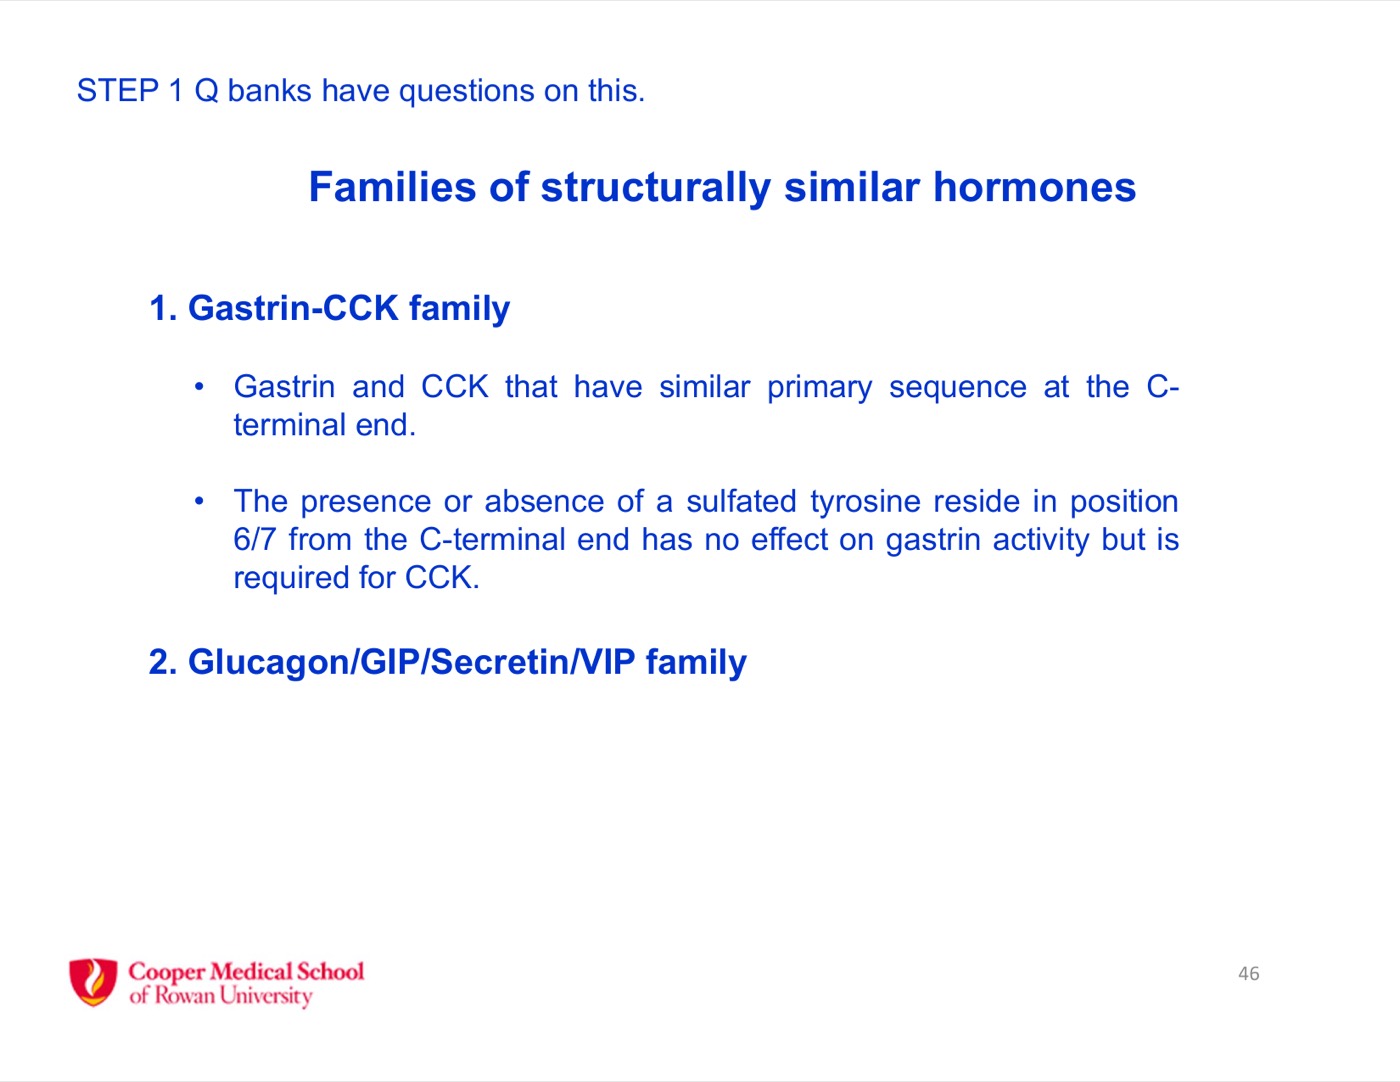 STEP 1 Q banks have questions on this.
Families of structurally similar hormones
1. Gastrin-CCK family
• Gastrin and CCK that have similar primary sequence at the C-
terminal end.
• The presence or absence of a sulfated tyrosine reside in position
6/7 from the C-terminal end has no effect on gastrin activity but is
required for CCK.
2. Glucagon/GIP/Secretin/VIP family
Cooper Medical School
of Rowan University
46